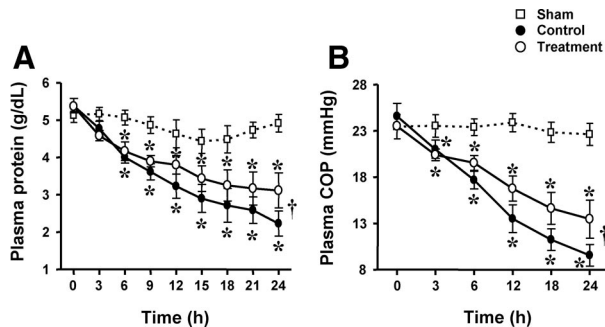 Sham
Control
Treatment
A
B
Plasma protein (g/dL)
6
5
4
3
2
1
* * * * * * *
* * * * * * *
†
0 3 6 9 12 15 18 21 24
Time (h)
Plasma COP (mmHg)
28
23
18
13
8
* * * * *
* * * * *
†
0 3 6 12 18 24
Time (h)